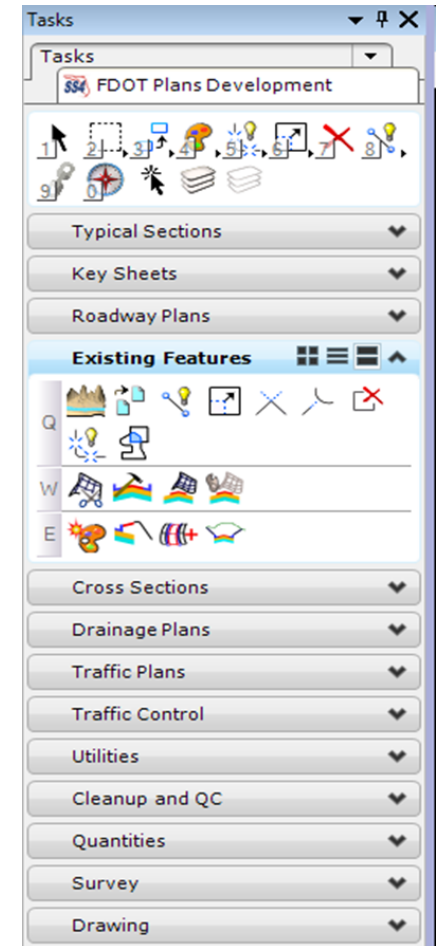 Tasks
Tasks
SS4 FDOT Plans Development
1 2 3 4 5 6 7 8
9 0
Typical Sections
Key Sheets
Roadway Plans
Existing Features
Q
W
E
Cross Sections
Drainage Plans
Traffic Plans
Traffic Control
Utilities
Cleanup and QC
Quantities
Survey
Drawing